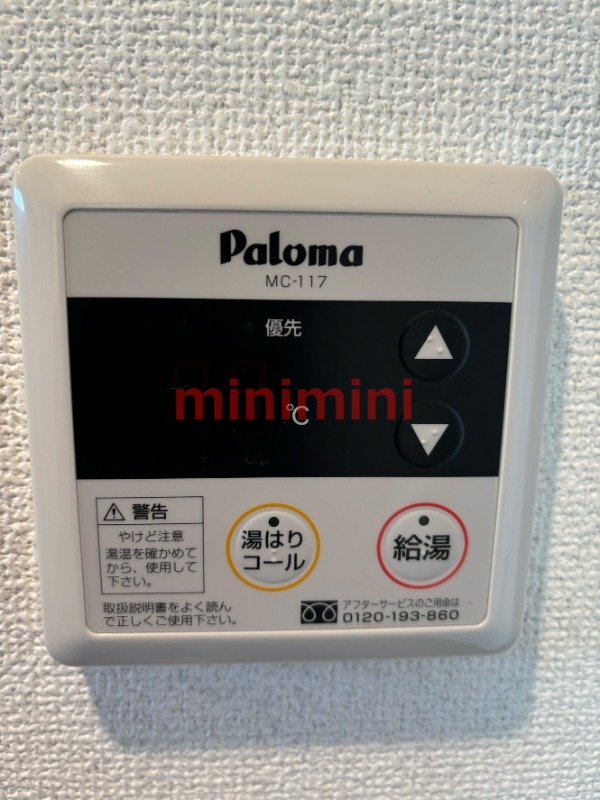 Paloma
MC-117
優先
minimini
℃
警告
やけど注意
湯温を確かめて
から、使用して
下さい。
湯はり
コール
給湯
取扱説明書をよく読ん
で正しくご使用下さい。
アフターサービスのご用命は
0120-193-860